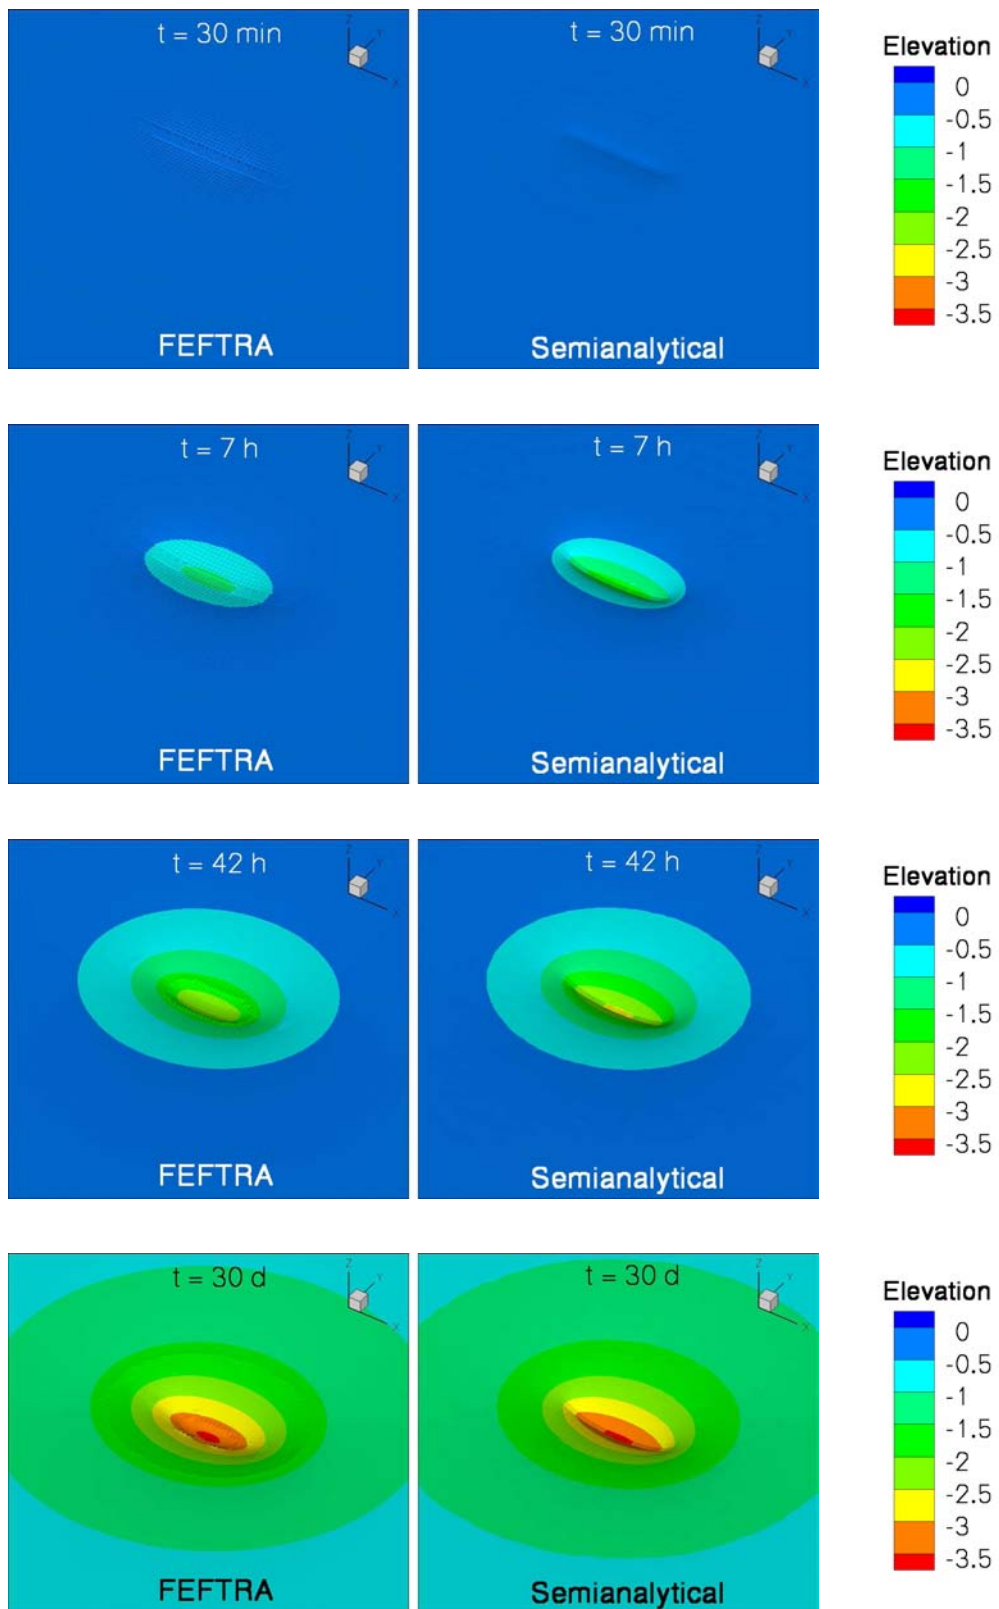 t = 30 min
Z
Y
X
FEFTRA
t = 30 min
Z
Y
X
Semianalytical
Elevation
0
-0.5
-1
-1.5
-2
-2.5
-3
-3.5
t = 7 h
Z
Y
X
FEFTRA
t = 7 h
Z
Y
X
Semianalytical
Elevation
0
-0.5
-1
-1.5
-2
-2.5
-3
-3.5
t = 42 h
Z
Y
X
FEFTRA
t = 42 h
Z
Y
X
Semianalytical
Elevation
0
-0.5
-1
-1.5
-2
-2.5
-3
-3.5
t = 30 d
Z
Y
X
FEFTRA
t = 30 d
Z
Y
X
Semianalytical
Elevation
0
-0.5
-1
-1.5
-2
-2.5
-3
-3.5